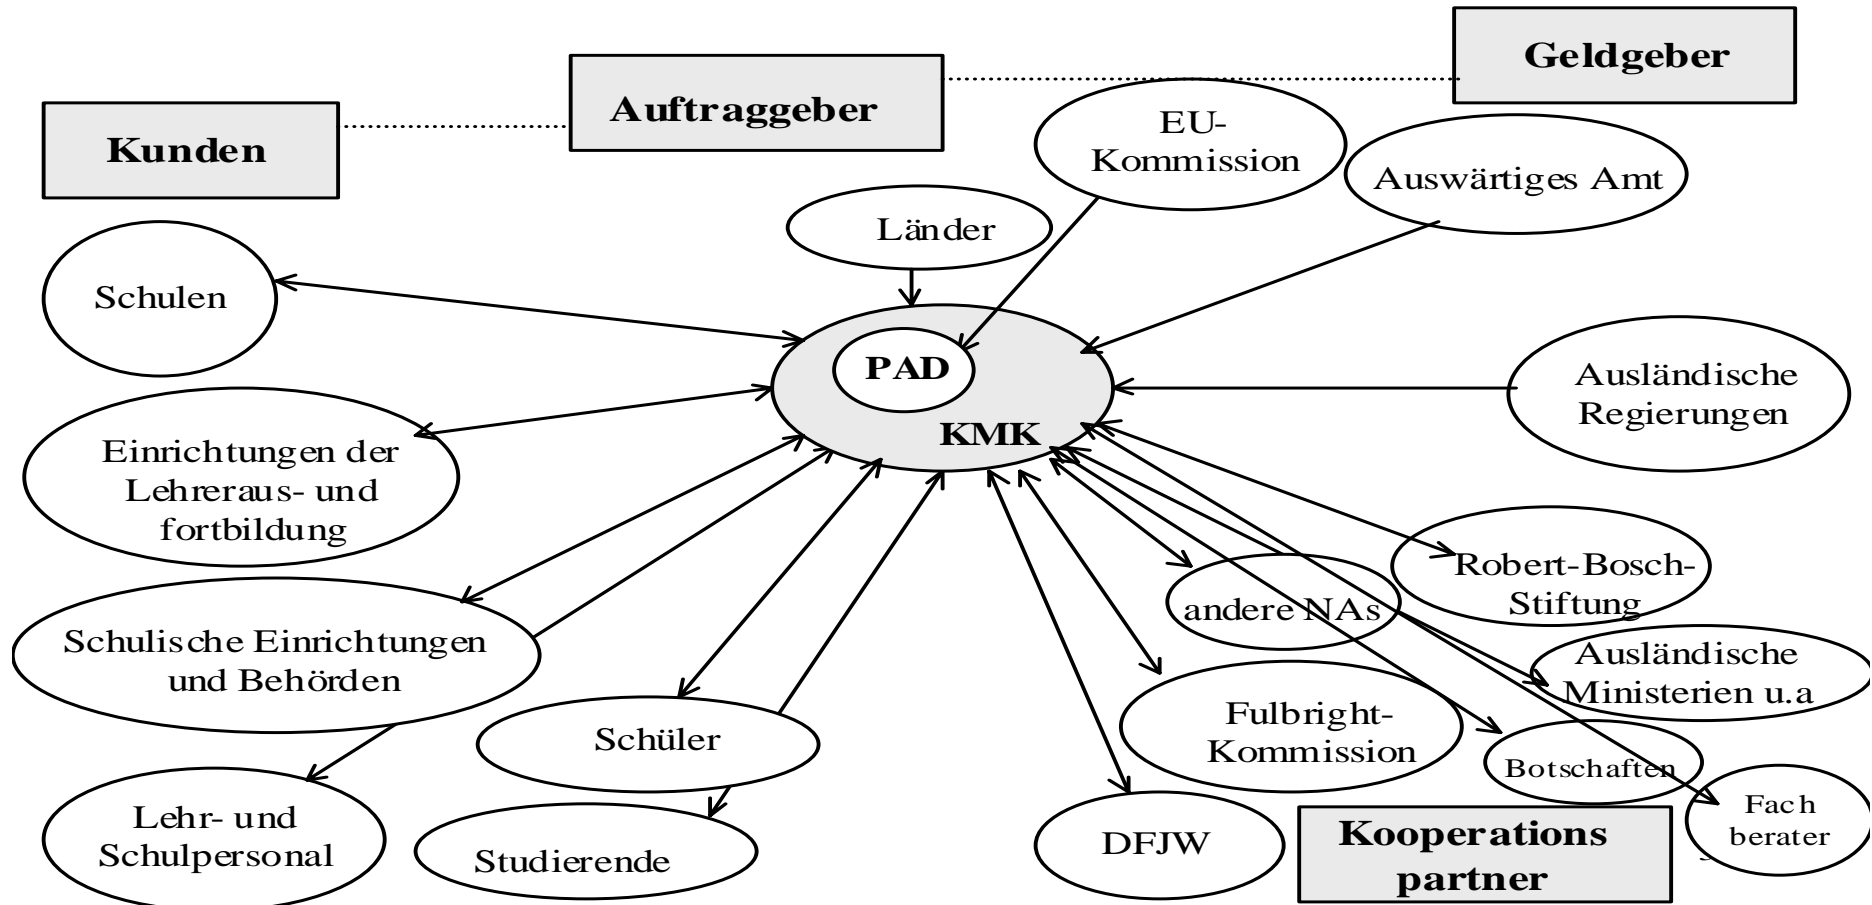 Geldgeber
Auftraggeber
Kunden
EU-
Kommission
Auswärtiges Amt
Länder
Schulen
PAD
KMK
Ausländische
Regierungen
Einrichtungen der
Lehreraus- und
fortbildung
Robert-Bosch-
Stiftung
andere NAs
Schulische Einrichtungen
und Behörden
Ausländische
Ministerien u.a
Schüler
Fulbright-
Kommission
Botschaften
Lehr- und
Schulpersonal
Studierende
DFJW
Kooperations
partner
Fach
berater